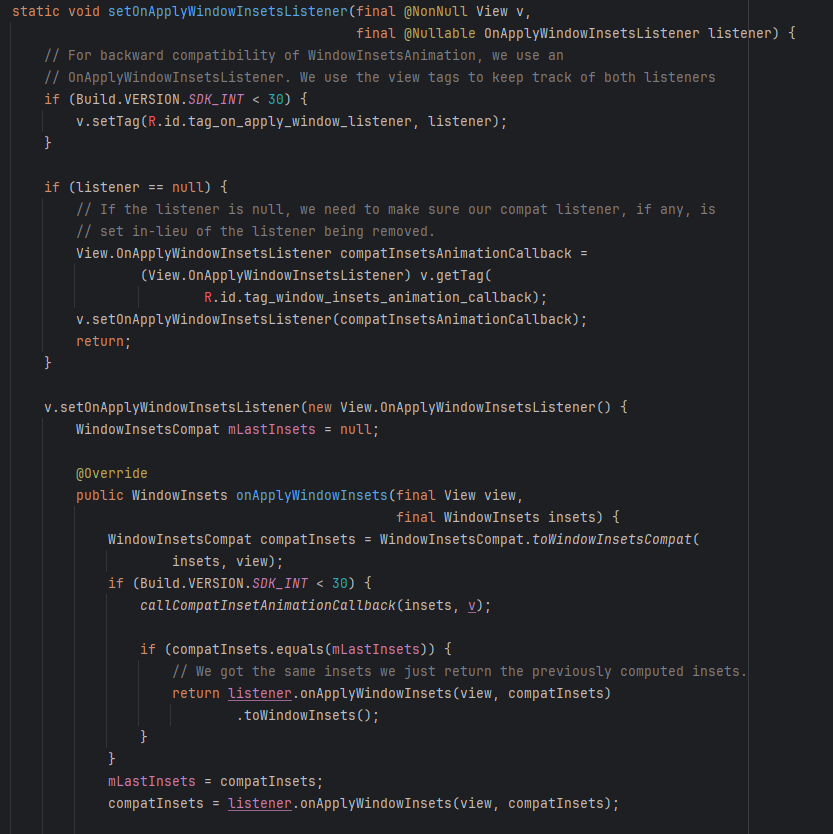 static void setOnApplyWindowInsetsListener(final @NonNull View v,
final @Nullable OnApplyWindowInsetsListener listener) {
// For backward compatibility of WindowInsetsAnimation, we use an
// OnApplyWindowInsetsListener. We use the view tags to keep track of both listeners
if (Build.VERSION.SDK_INT < 30) {
v.setTag(R.id.tag_on_apply_window_listener, listener);
}
if (listener == null) {
// If the listener is null, we need to make sure our compat listener, if any, is
// set in-lieu of the listener being removed.
View.OnApplyWindowInsetsListener compatInsetsAnimationCallback =
(View.OnApplyWindowInsetsListener) v.getTag(
R.id.tag_window_insets_animation_callback);
v.setOnApplyWindowInsetsListener(compatInsetsAnimationCallback);
return;
}
v.setOnApplyWindowInsetsListener(new View.OnApplyWindowInsetsListener() {
WindowInsetsCompat mLastInsets = null;
@Override
public WindowInsets onApplyWindowInsets(final View view,
final WindowInsets insets) {
WindowInsetsCompat compatInsets = WindowInsetsCompat.toWindowInsetsCompat(
insets, view);
if (Build.VERSION.SDK_INT < 30) {
callCompatInsetAnimationCallback(insets, v);
if (compatInsets.equals(mLastInsets)) {
// We got the same insets we just return the previously computed insets.
return listener.onApplyWindowInsets(view, compatInsets)
.toWindowInsets();
}
}
mLastInsets = compatInsets;
compatInsets = listener.onApplyWindowInsets(view, compatInsets);